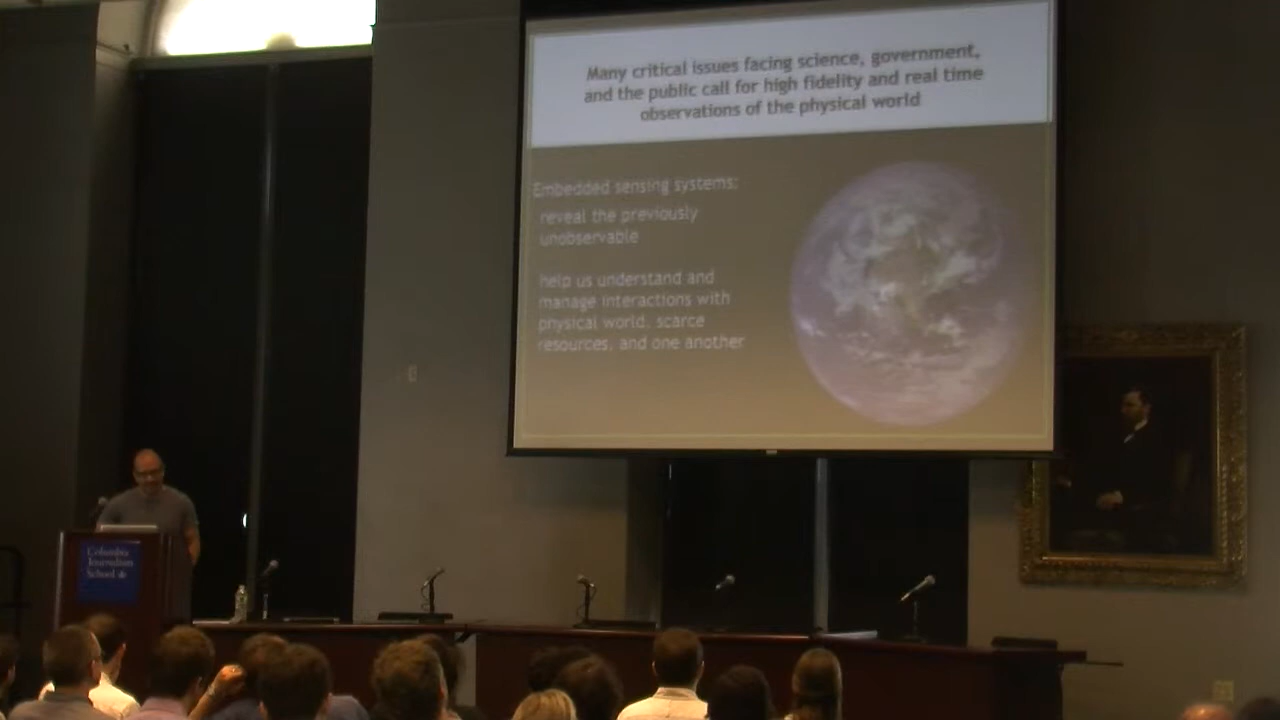 Many critical issues facing science, government,
and the public call for high fidelity and real time
observations of the physical world
Embedded sensing systems:
reveal the previously
unobservable
help us understand and
manage interactions with
physical world, scarce
resources, and one another
Columbia
Journalism
School